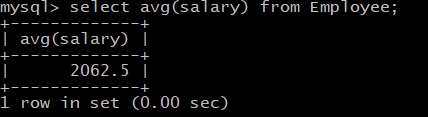 mysql> select avg(salary) from Employee;
+-------------+
| avg(salary) |
+-------------+
|      2062.5 |
+-------------+
1 row in set (0.00 sec)